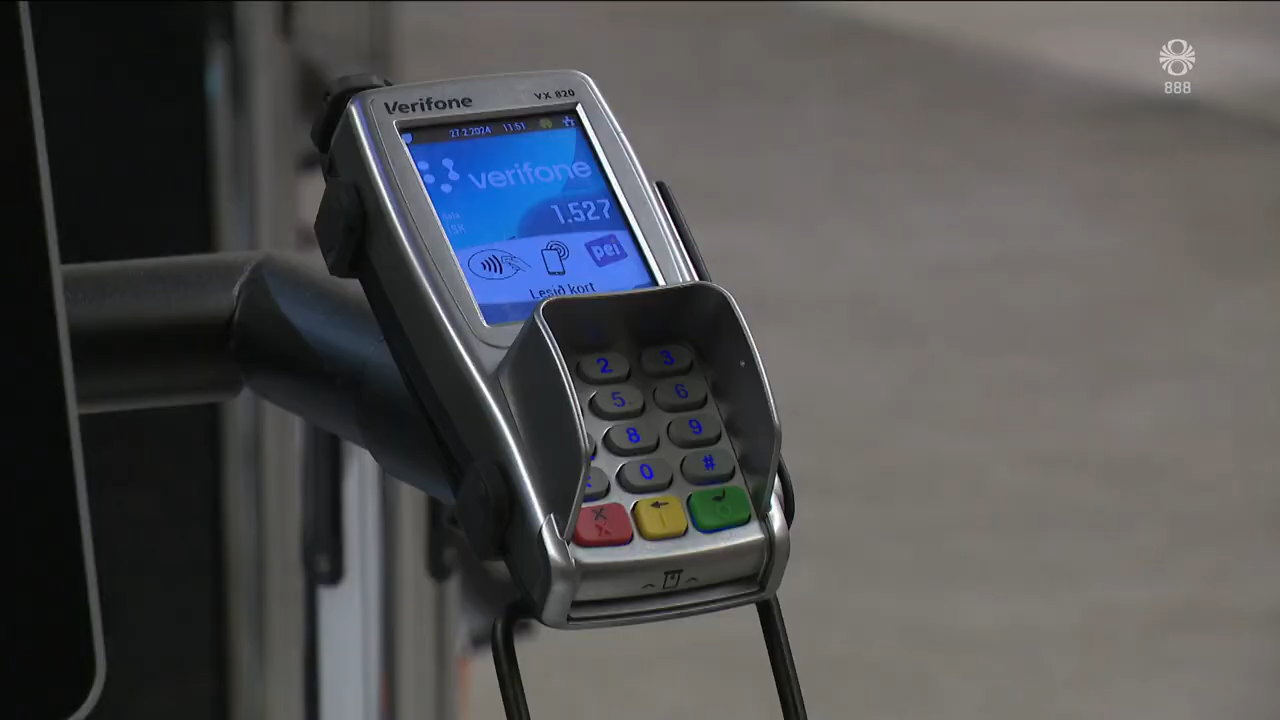 888
Verifone
VX 820
27.2.2024 11:51
verifone
1.527
ISK
pei
Lesið kort
2 3
5 6
8 9
0 #